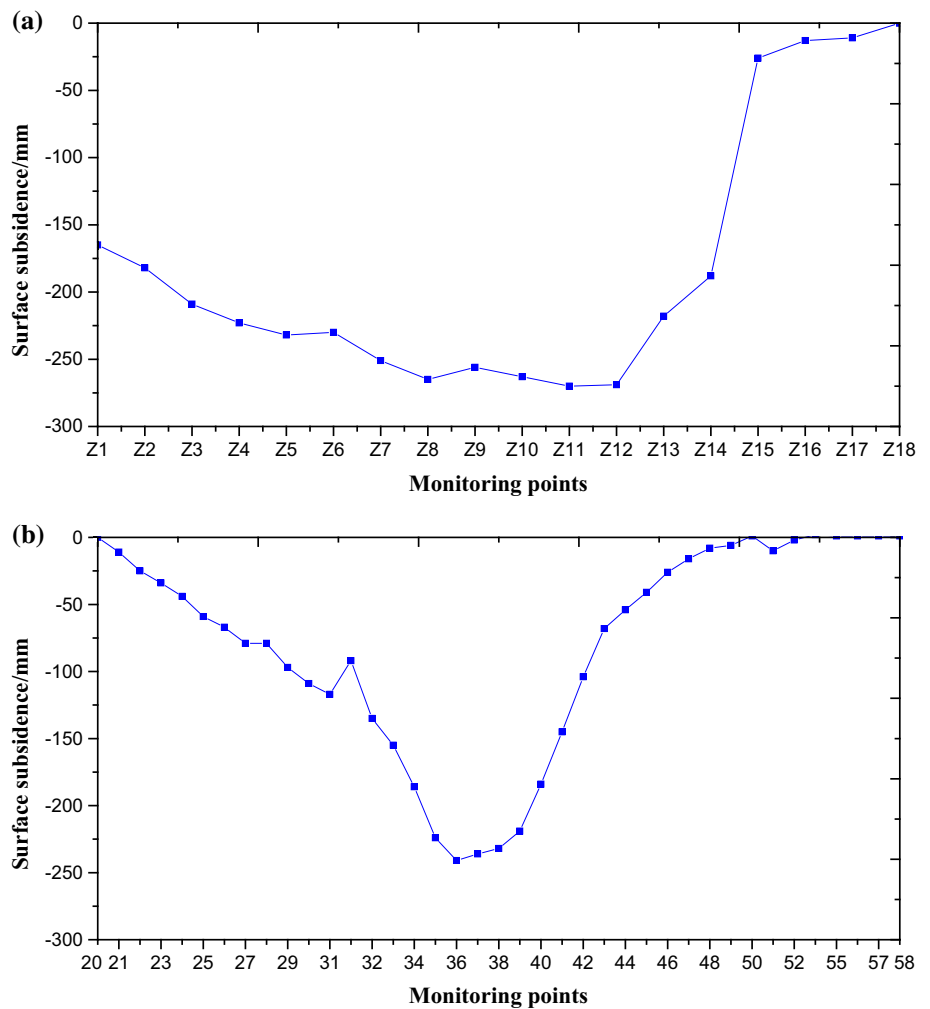 (a)
Surface subsidence/mm
0
-50
-100
-150
-200
-250
-300
Z1 Z2 Z3 Z4 Z5 Z6 Z7 Z8 Z9 Z10 Z11 Z12 Z13 Z14 Z15 Z16 Z17 Z18
Monitoring points
(b)
Surface subsidence/mm
0
-50
-100
-150
-200
-250
-300
20 21 23 25 27 29 31 32 34 36 38 40 42 44 46 48 50 52 55 57 58
Monitoring points